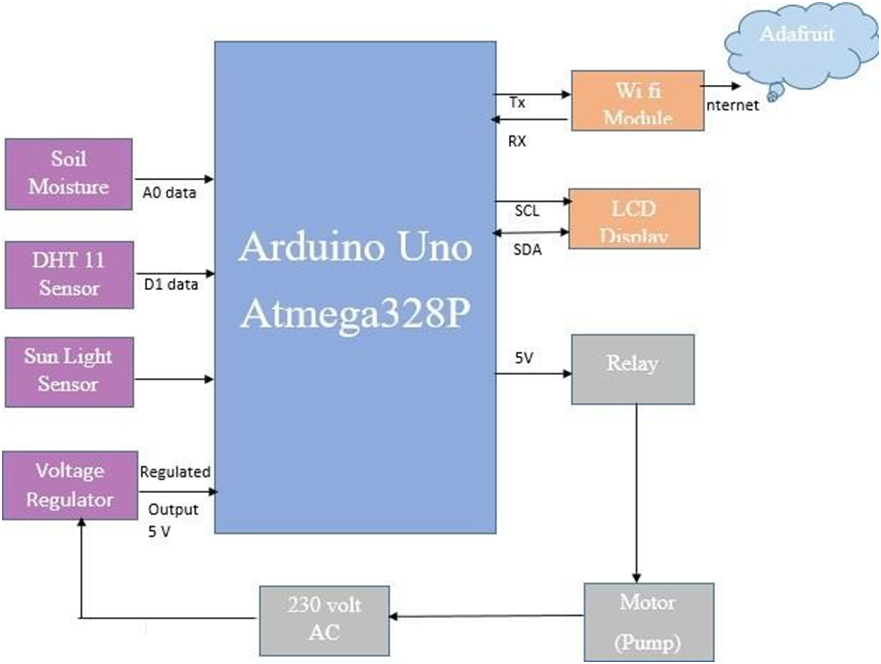 Adafruit
Wi fi
Module
Tx
RX
nternet
Soil
Moisture
A0 data
SCL
LCD
Display
SDA
DHT 11
Sensor
D1 data
Arduino Uno
Atmega328P
Sun Light
Sensor
5V
Relay
Voltage
Regulator
Regulated
Output
5 V
230 volt
AC
Motor
(Pump)